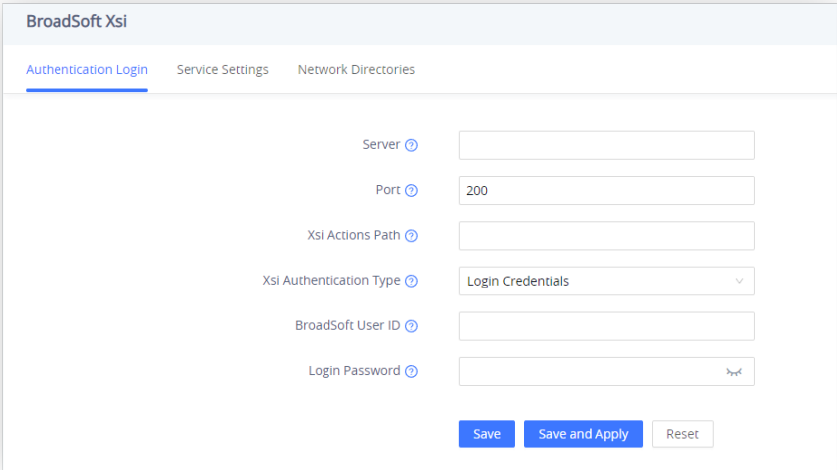 BroadSoft Xsi
Authentication Login Service Settings Network Directories
Server
Port 200
Xsi Actions Path
Xsi Authentication Type Login Credentials
BroadSoft User ID
Login Password
Save Save and Apply Reset